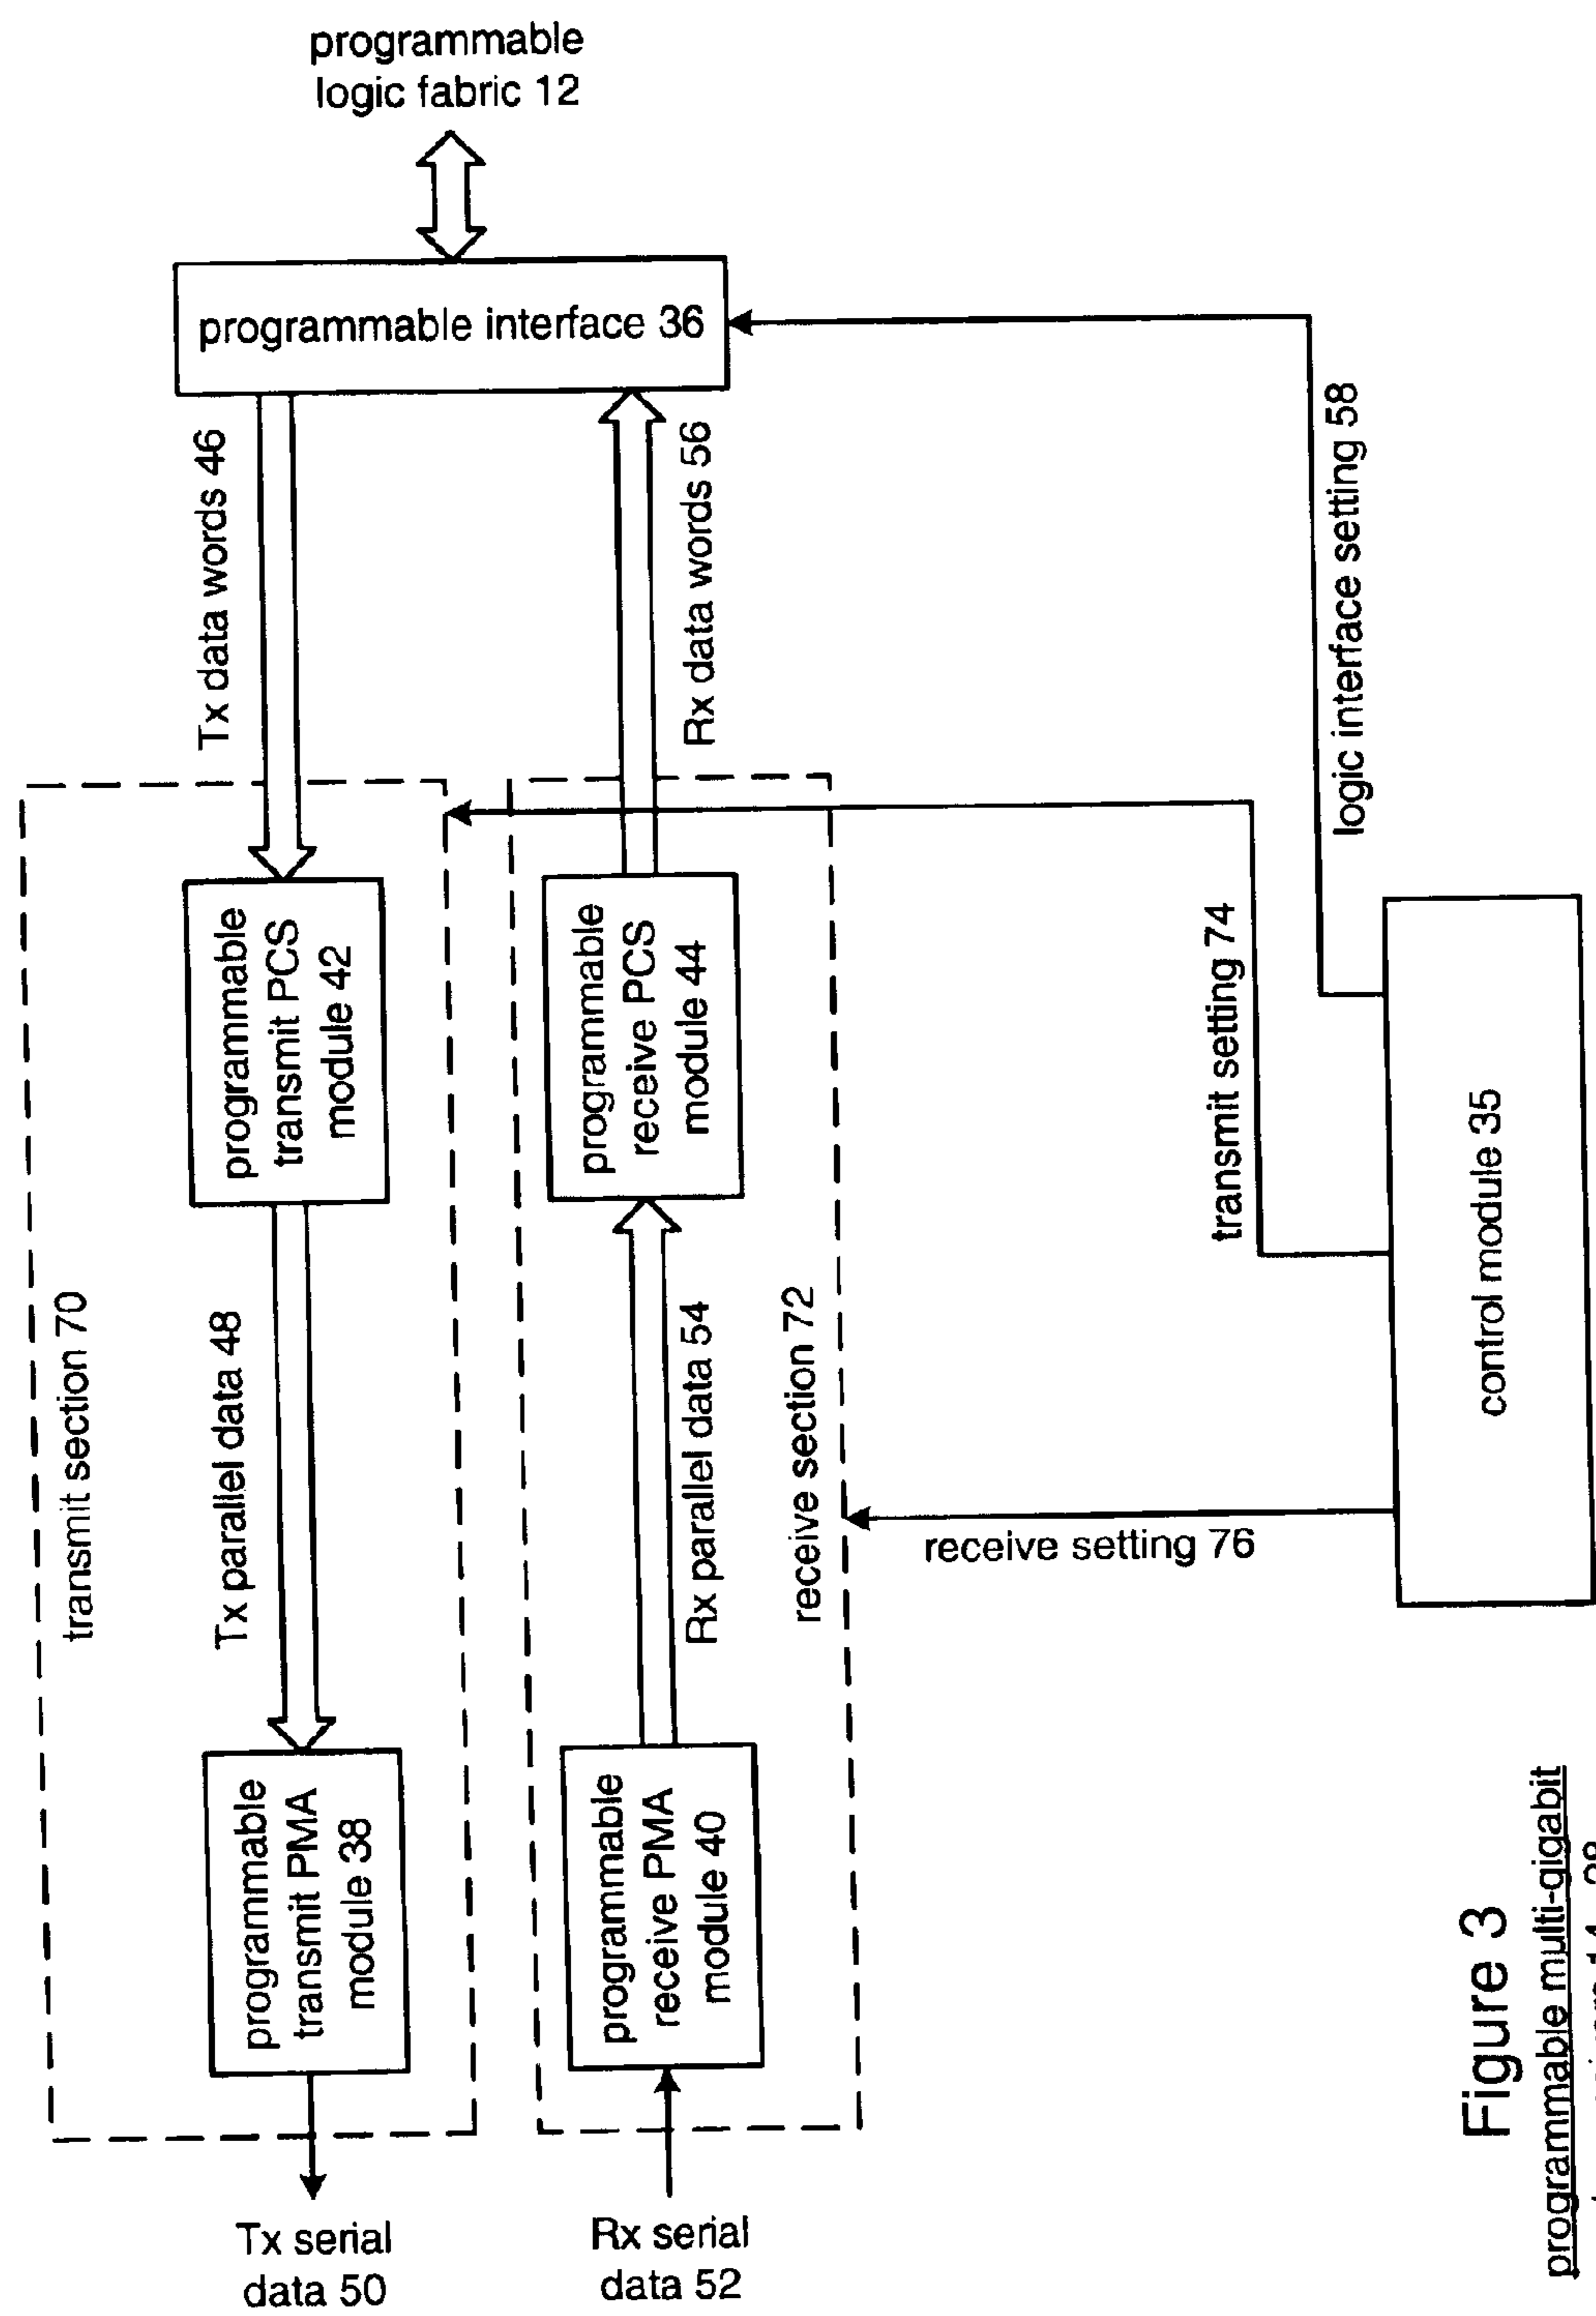 programmable
logic fabric 12
programmable interface 36
Tx data words 46
Rx data words 56
logic interface setting 58
transmit section 70
programmable
transmit PCS
module 42
programmable
receive PCS
module 44
transmit setting 74
Tx parallel data 48
Rx parallel data 54
receive section 72
receive setting 76
control module 35
programmable
transmit PMA
module 38
programmable
receive PMA
module 40
Tx serial
data 50
Rx serial
data 52
Figure 3
programmable multi-gigabit